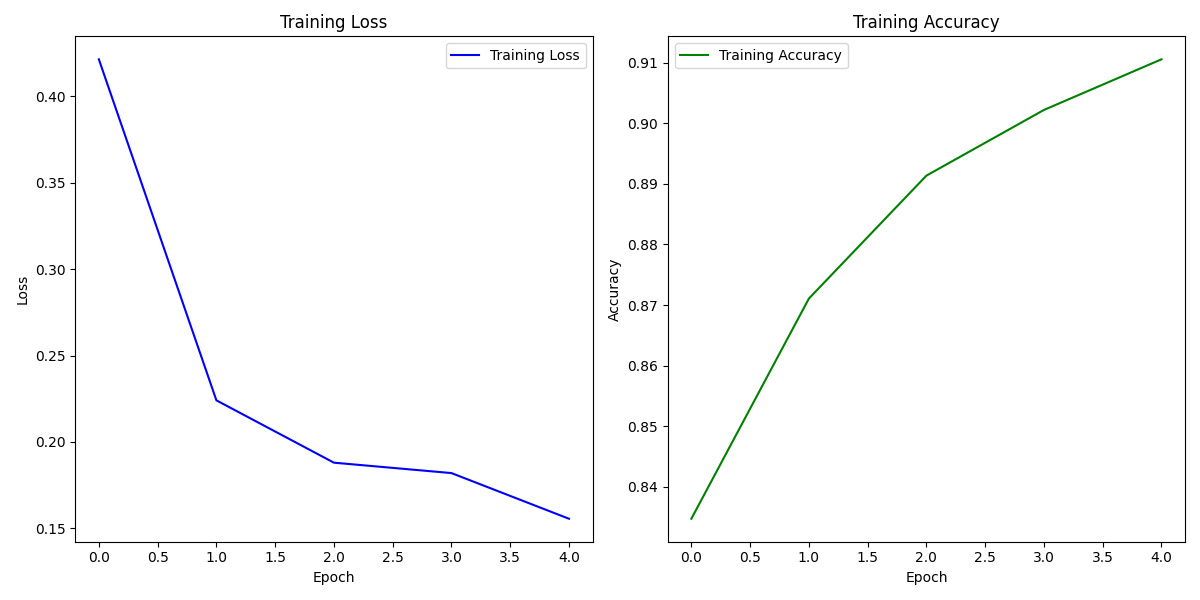 Training Loss
Training Loss
0.40
0.35
0.30
0.25
0.20
0.15
Loss
0.0 0.5 1.0 1.5 2.0 2.5 3.0 3.5 4.0
Epoch
Training Accuracy
Training Accuracy
0.91
0.90
0.89
0.88
0.87
0.86
0.85
0.84
Accuracy
0.0 0.5 1.0 1.5 2.0 2.5 3.0 3.5 4.0
Epoch